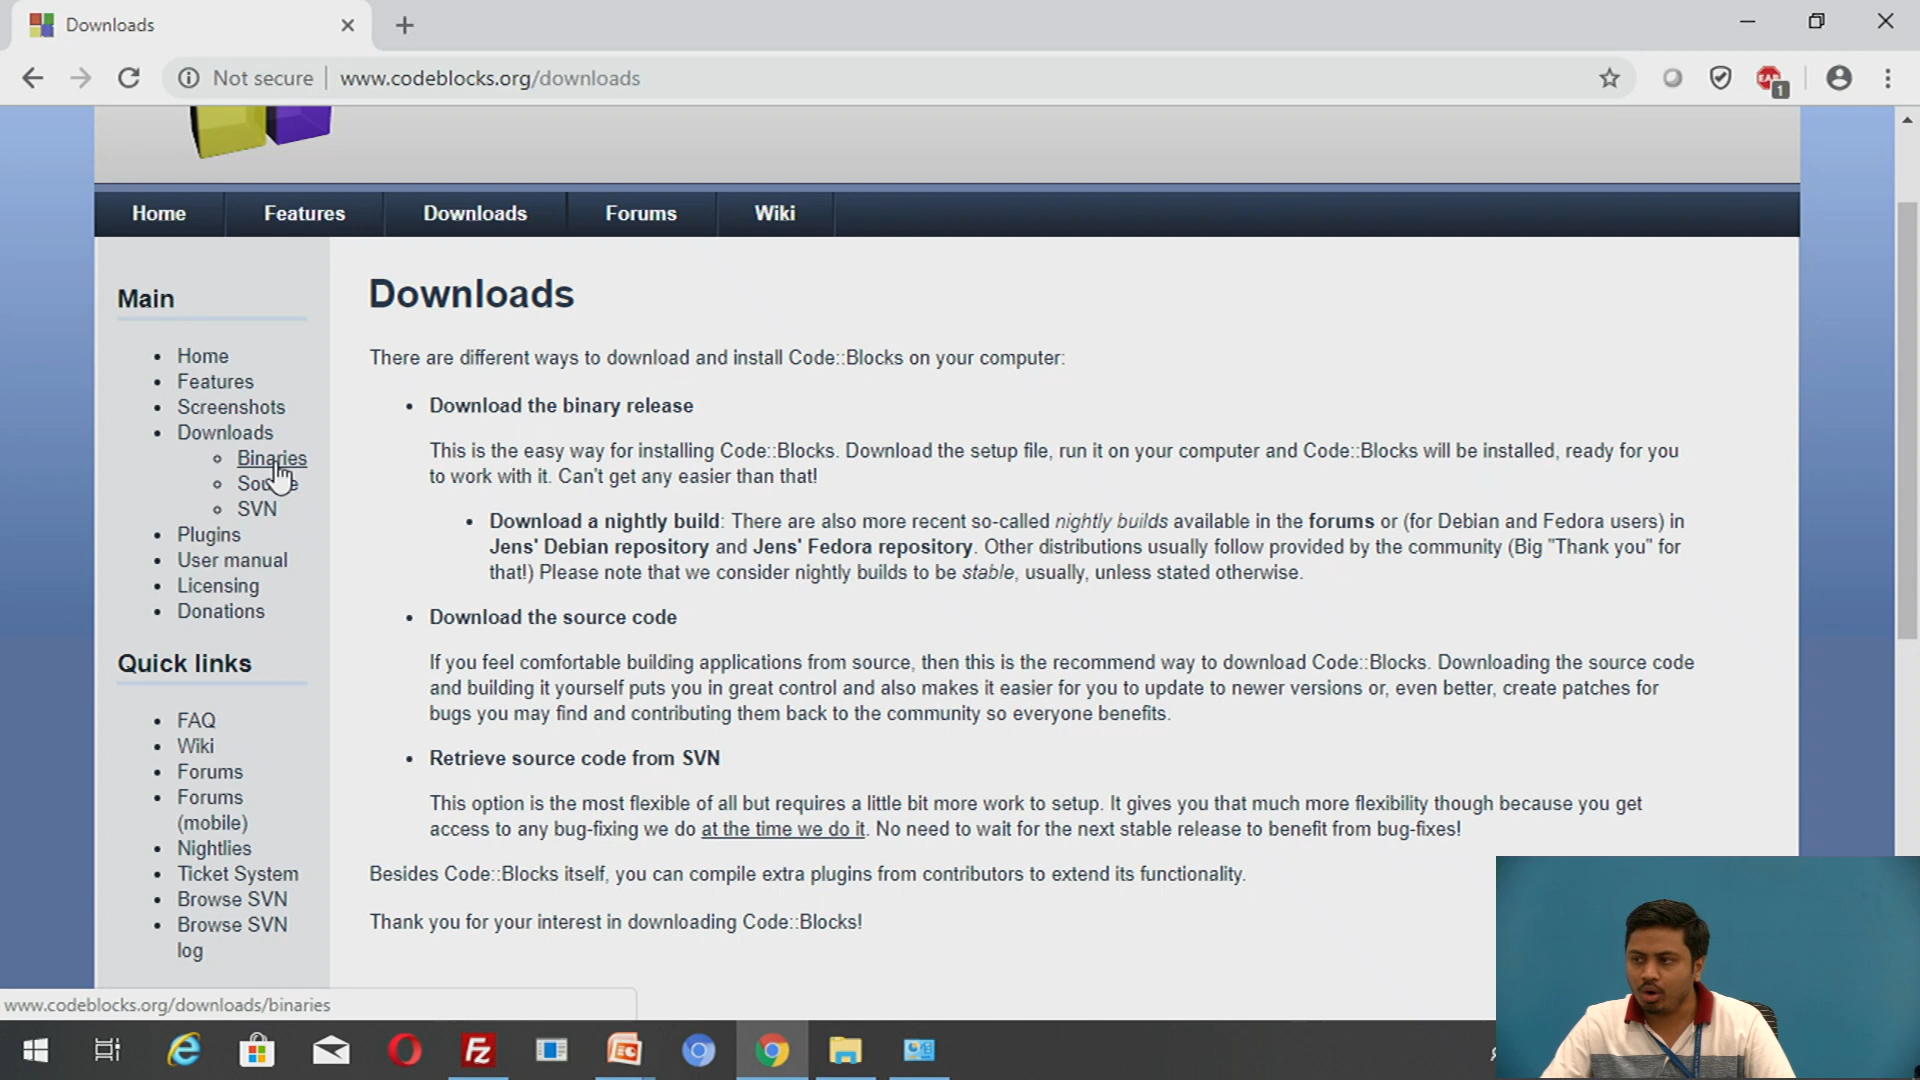 Downloads
Not secure
www.codeblocks.org/downloads
1
Home
Features
Downloads
Forums
Wiki
Main
Home
Features
Screenshots
Downloads
Binaries
SVN
Plugins
User manual
Licensing
Donations
Quick links
FAQ
Wiki
Forums
Forums
(mobile)
Nightlies
Ticket System
Browse SVN
Browse SVN
log
Downloads
There are different ways to download and install Code::Blocks on your computer:
Download the binary release
This is the easy way for installing Code::Blocks. Download the setup file, run it on your computer and Code::Blocks will be installed, ready for you
to work with it. Can't get any easier than that!
Download a nightly build: There are also more recent so-called nightly builds available in the forums or (for Debian and Fedora users) in
Jens' Debian repository and Jens' Fedora repository. Other distributions usually follow provided by the community (Big "Thank you" for
that!) Please note that we consider nightly builds to be stable, usually, unless stated otherwise.
Download the source code
If you feel comfortable building applications from source, then this is the recommend way to download Code::Blocks. Downloading the source code
and building it yourself puts you in great control and also makes it easier for you to update to newer versions or, even better, create patches for
bugs you may find and contributing them back to the community so everyone benefits.
Retrieve source code from SVN
This option is the most flexible of all but requires a little bit more work to setup. It gives you that much more flexibility though because you get
access to any bug-fixing we do at the time we do it. No need to wait for the next stable release to benefit from bug-fixes!
Besides Code::Blocks itself, you can compile extra plugins from contributors to extend its functionality.
Thank you for your interest in downloading Code::Blocks!
www.codeblocks.org/downloads/binaries
Fz